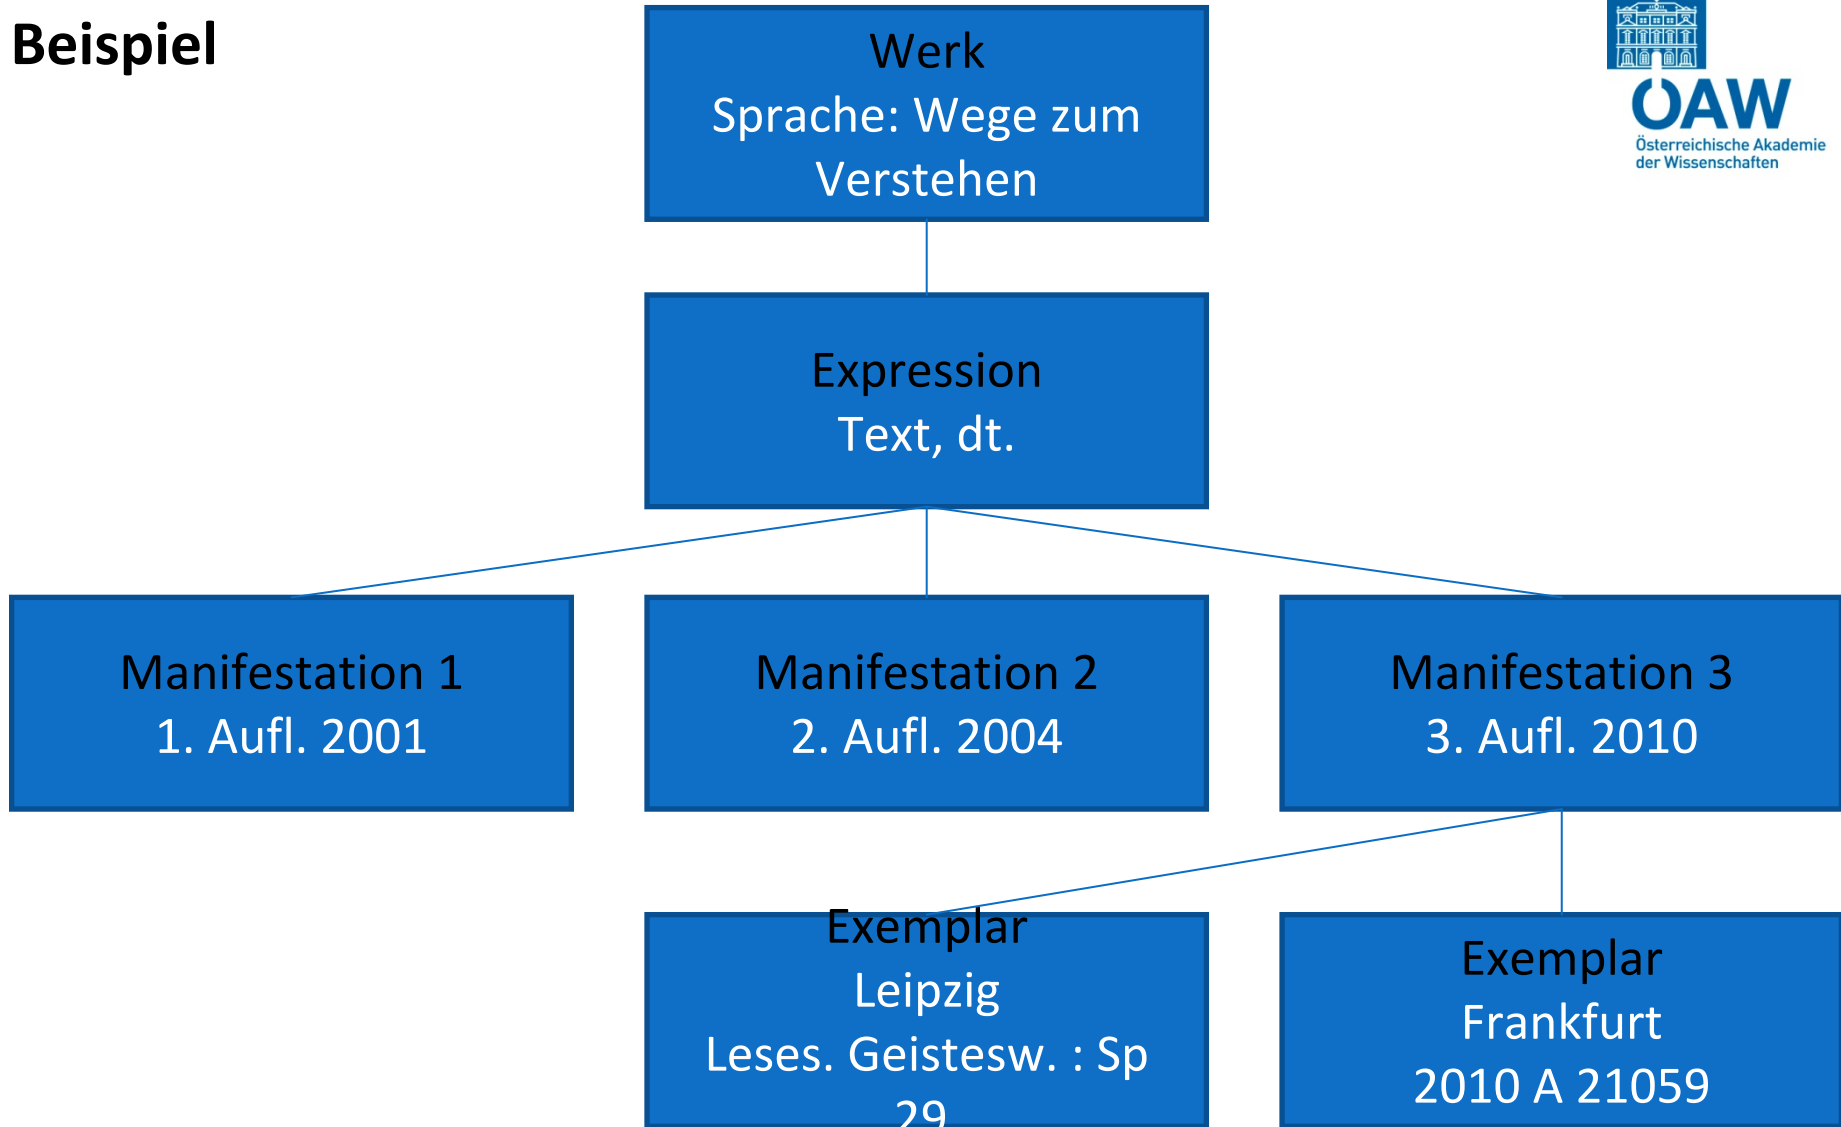 Beispiel
Werk
Sprache: Wege zum
Verstehen
ÖAW
Österreichische Akademie
der Wissenschaften
Expression
Text, dt.
Manifestation 1
1. Aufl. 2001
Manifestation 2
2. Aufl. 2004
Manifestation 3
3. Aufl. 2010
Exemplar
Leipzig
Leses. Geistesw. : Sp
29
Exemplar
Frankfurt
2010 A 21059